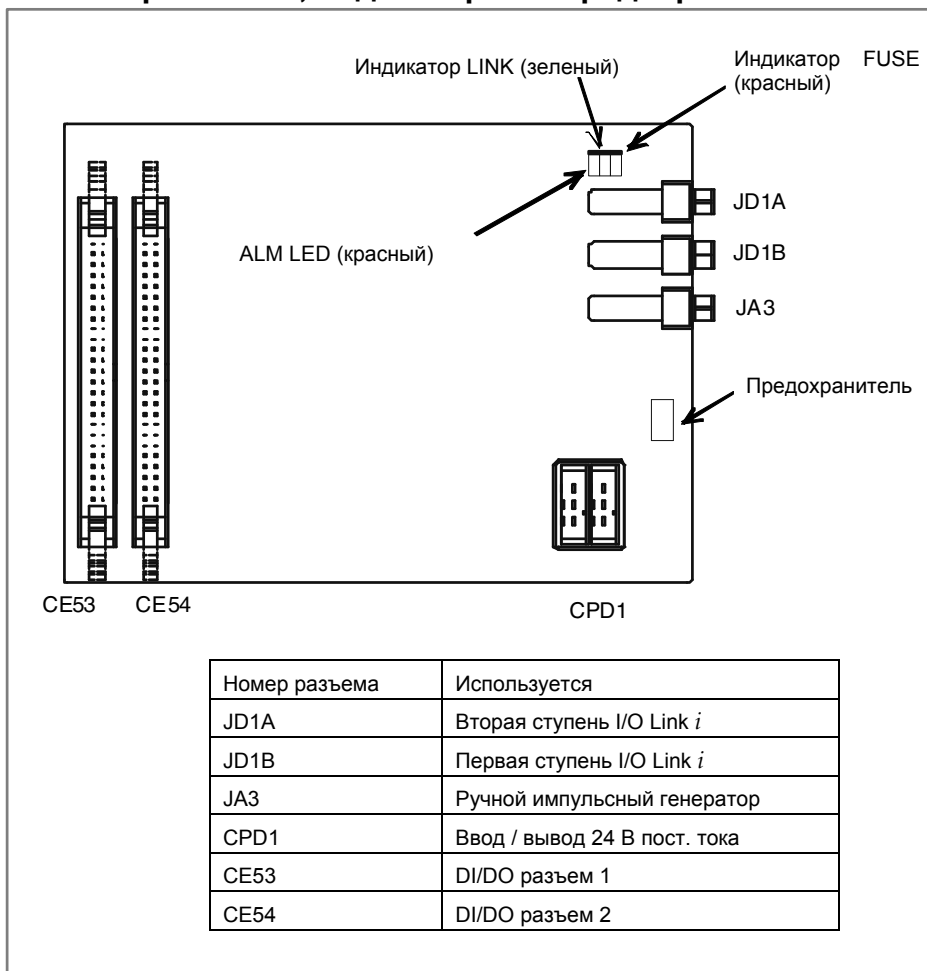 Индикатор LINK (зеленый)
Индикатор FUSE
(красный)
JD1A
ALM LED (красный)
JD1B
JA3
Предохранитель
CE53 CE54
CPD1
Номер разъема Используется
JD1A Вторая ступень I/O Link i
JD1B Первая ступень I/O Link i
JA3 Ручной импульсный генератор
CPD1 Ввод / вывод 24 В пост. тока
CE53 DI/DO разъем 1
CE54 DI/DO разъем 2